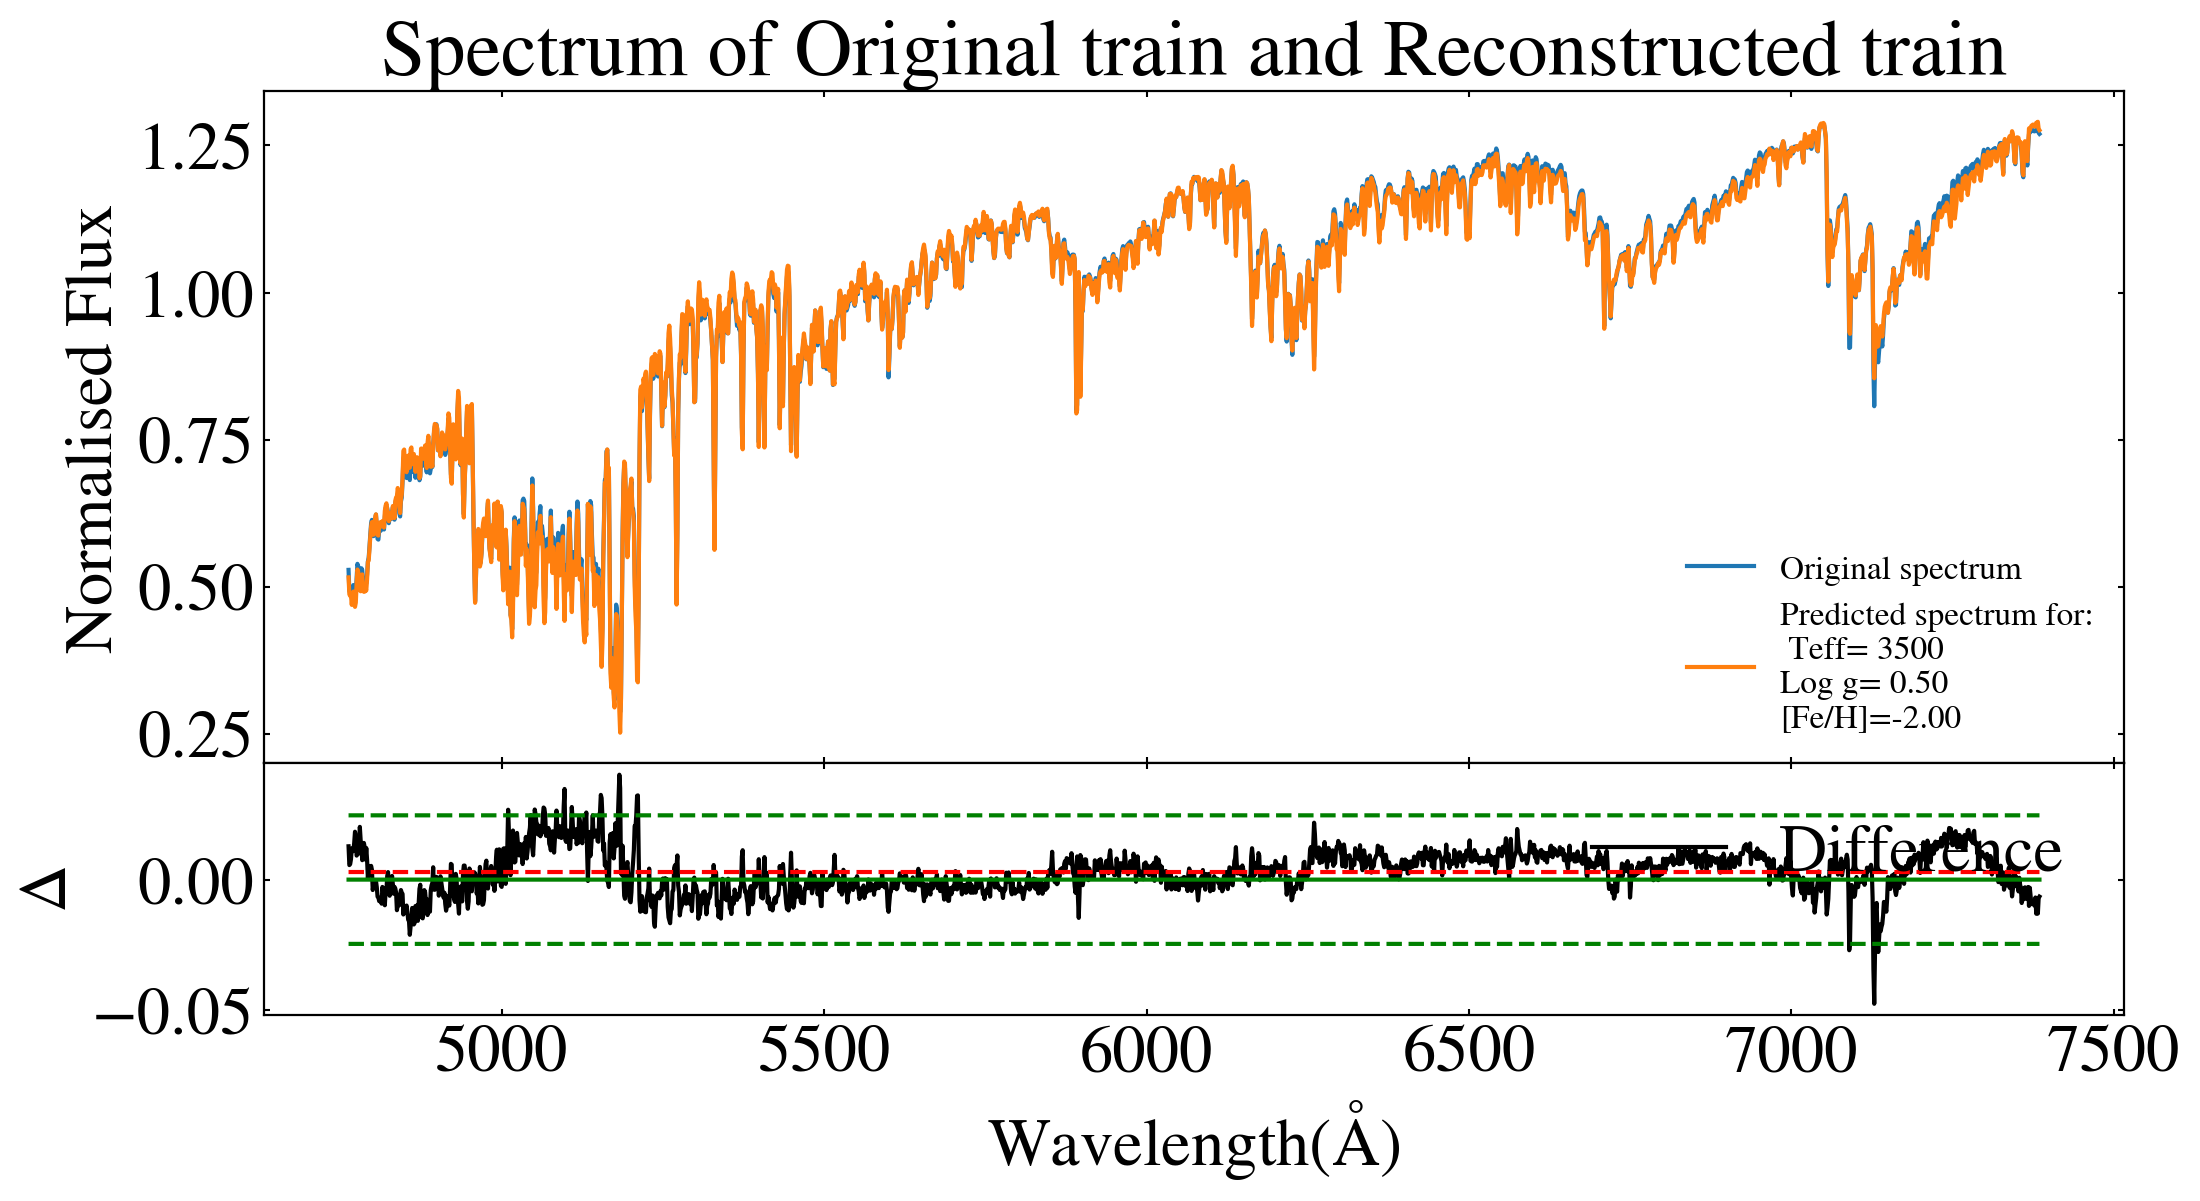 Spectrum of Original train and Reconstructed train
Normalised Flux
1.25
1.00
0.75
0.50
0.25
Original spectrum
Predicted spectrum for:
Teff= 3500
Log g= 0.50
[Fe/H]=-2.00
Δ
0.00
−0.05
Difference
5000 5500 6000 6500 7000 7500
Wavelength(Å)